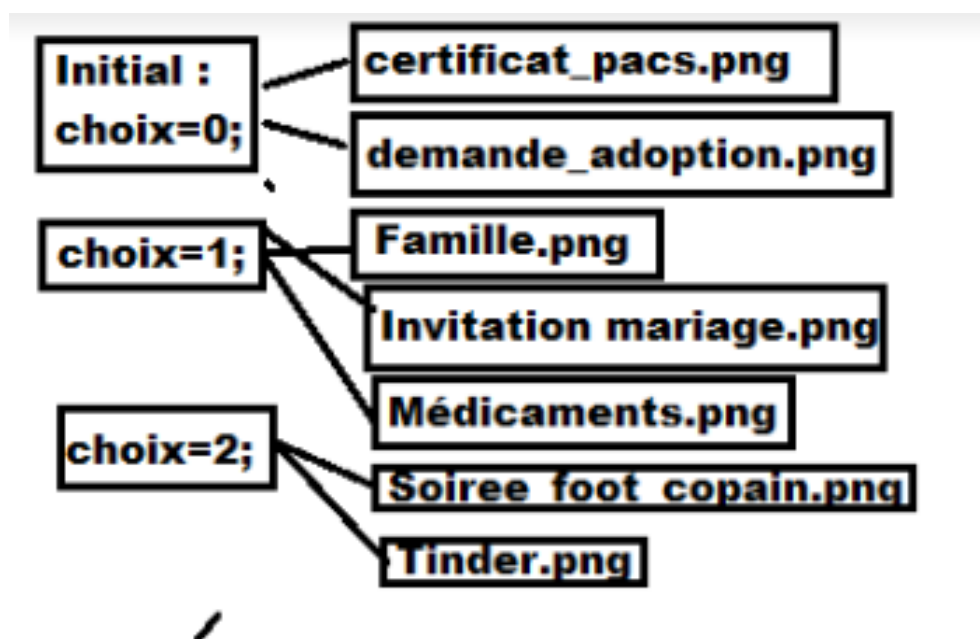 Initial :
choix=0;
certificat_pacs.png
demande_adoption.png
choix=1;
Famille.png
Invitation mariage.png
Médicaments.png
choix=2;
Soiree_foot_copain.png
Tinder.png